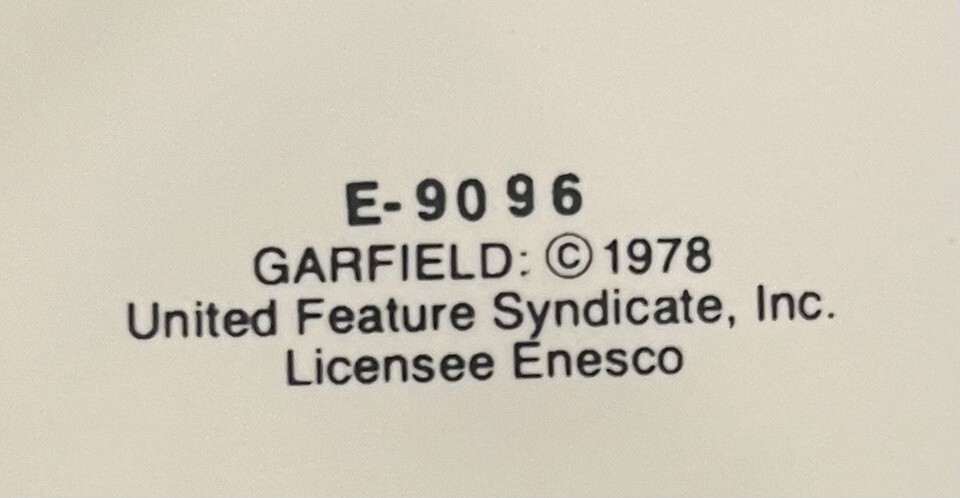 E-9096
GARFIELD: ©1978
United Feature Syndicate, Inc.
Licensee Enesco